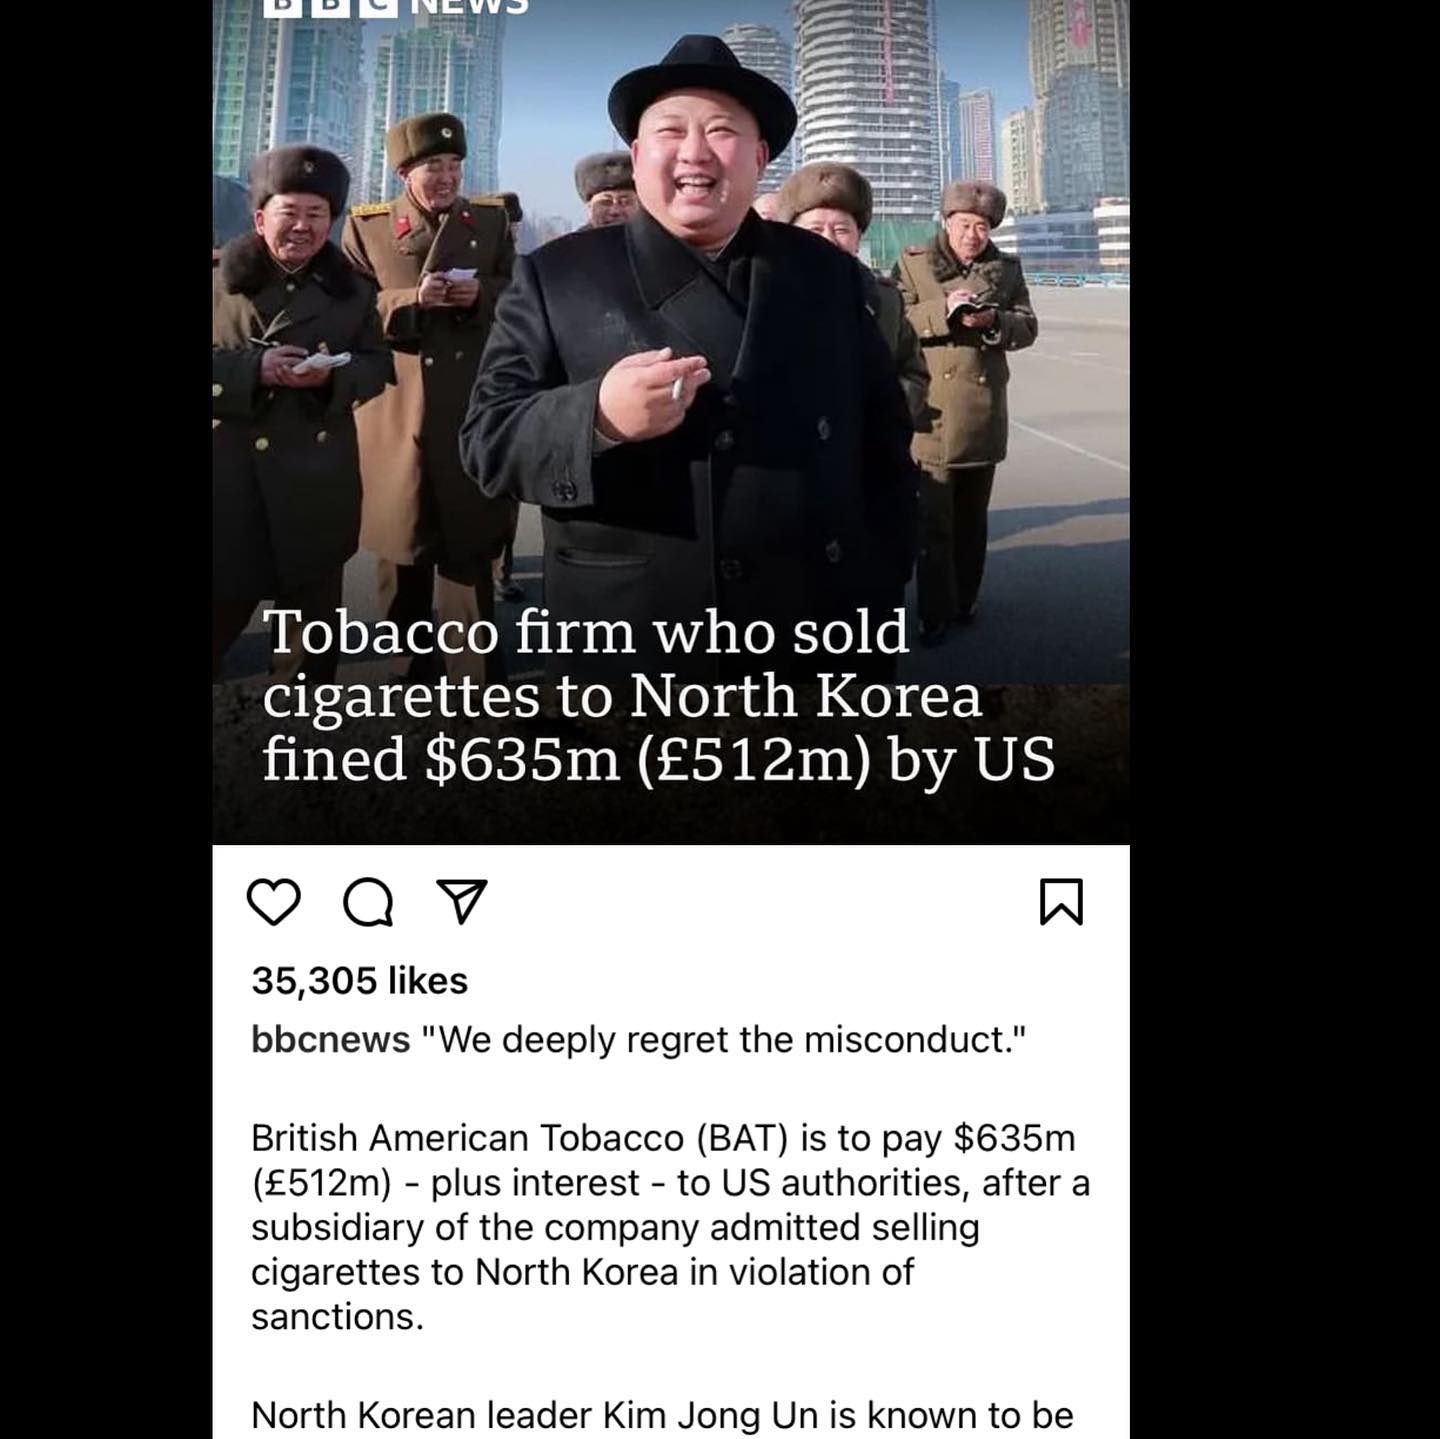 BBC NEWS
Tobacco firm who sold
cigarettes to North Korea
fined $635m (£512m) by US
35,305 likes
bbcnews "We deeply regret the misconduct."
British American Tobacco (BAT) is to pay $635m
(£512m) - plus interest - to US authorities, after a
subsidiary of the company admitted selling
cigarettes to North Korea in violation of
sanctions.
North Korean leader Kim Jong Un is known to be